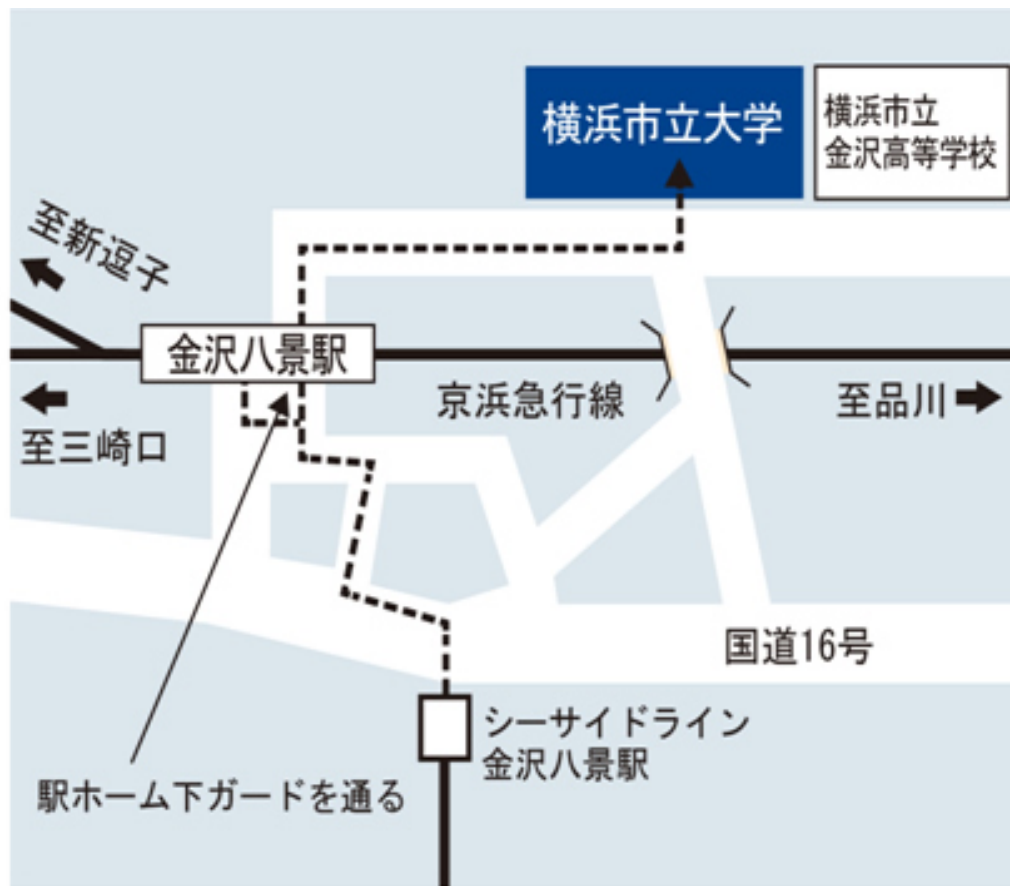 横浜市立大学
横浜市立
金沢高等学校
至新逗子
金沢八景駅
京浜急行線
至品川
至三崎口
国道16号
シーサイドライン
金沢八景駅
駅ホーム下ガードを通る